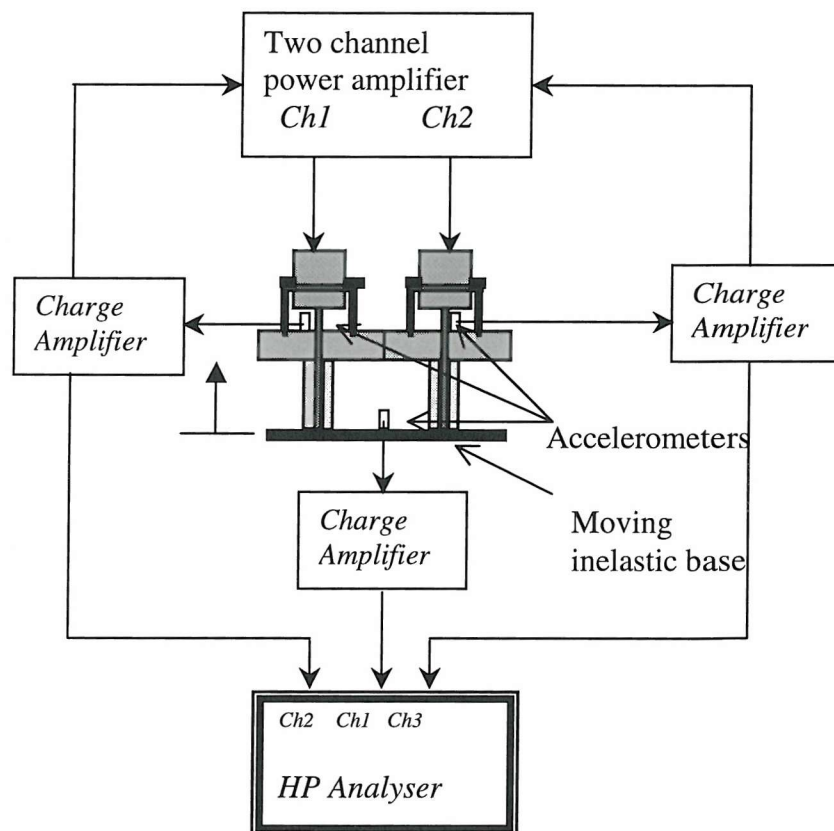 Two channel
power amplifier
Ch1 Ch2
Charge
Amplifier
Charge
Amplifier
Accelerometers
Charge
Amplifier
Moving
inelastic base
Ch2 Ch1 Ch3
HP Analyser